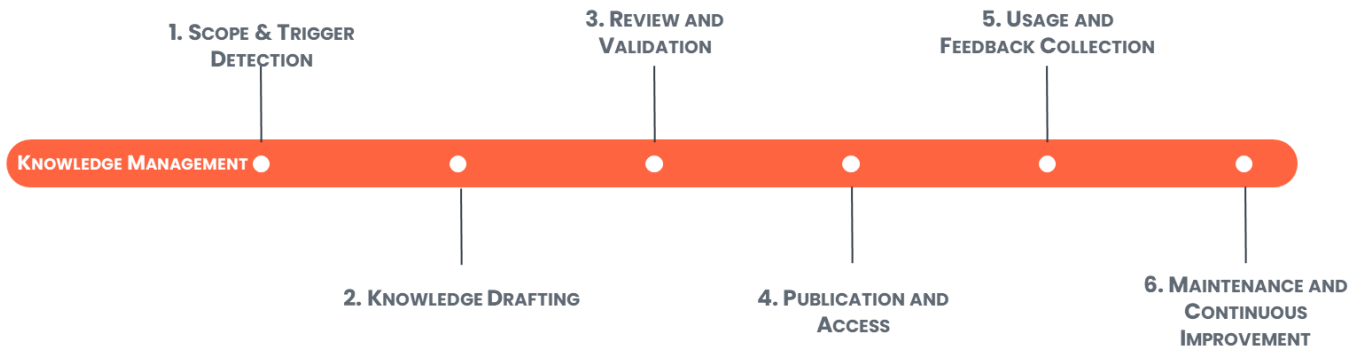 1. Scope & Trigger
Detection
3. Review and
Validation
5. Usage and
Feedback Collection
Knowledge Management
2. Knowledge Drafting
4. Publication and
Access
6. Maintenance and
Continuous
Improvement